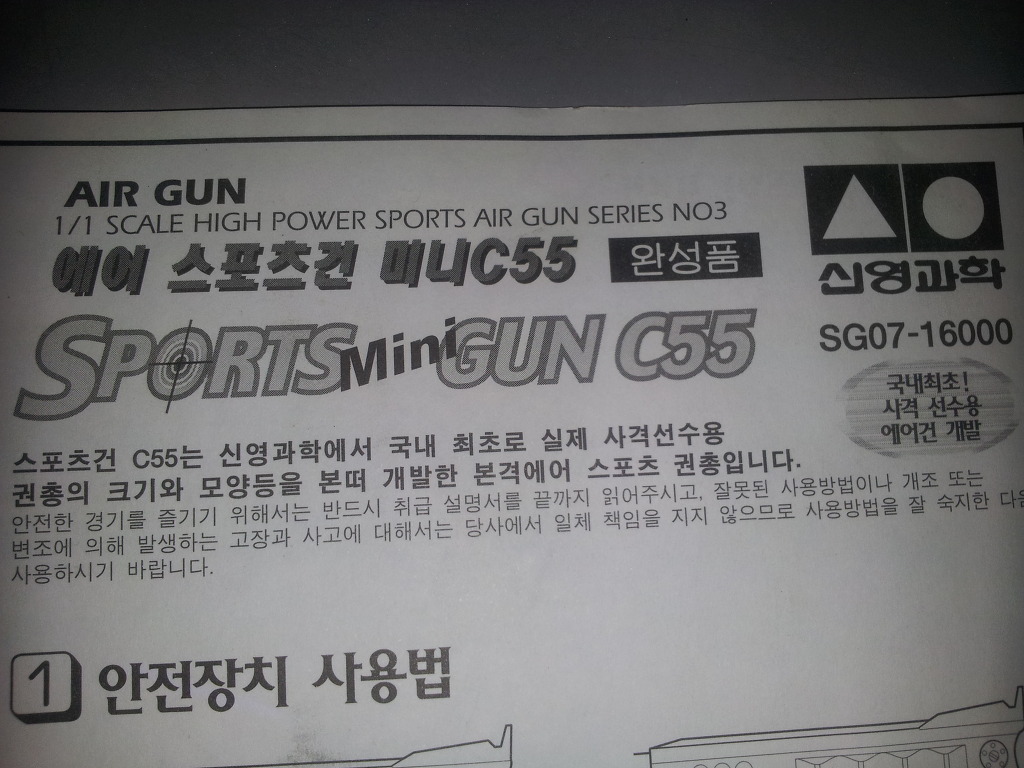 AIR GUN
1/1 SCALE HIGH POWER SPORTS AIR GUN SERIES NO3
에어 스포츠건 미니C55 완성품
신영과학
SPORTS Mini GUN C55
SG07-16000
국내최초!
사격 선수용
에어건 개발
스포츠건 C55는 신영과학에서 국내 최초로 실제 사격선수용
권총의 크기와 모양등을 본떠 개발한 본격에어 스포츠 권총입니다.
안전한 경기를 즐기기 위해서는 반드시 취급 설명서를 끝까지 읽어주시고, 잘못된 사용방법이나 개조 또는
변조에 의해 발생하는 고장과 사고에 대해서는 당사에서 일체 책임을 지지 않으므로 사용방법을 잘 숙지한 다음
사용하시기 바랍니다.
1 안전장치 사용법